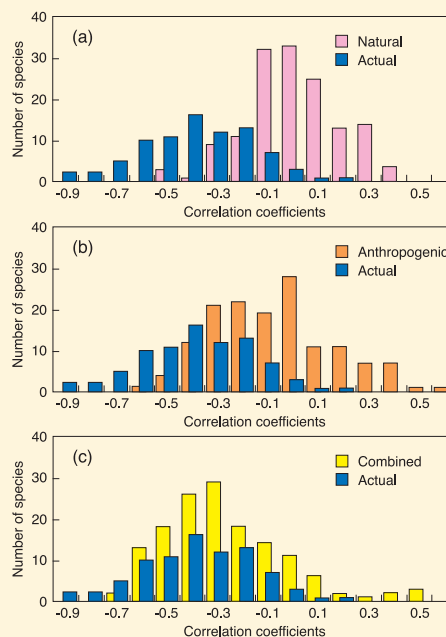 40
(a)
Natural
Actual
30
20
10
0
Number of species
-0.9 -0.7 -0.5 -0.3 -0.1 0.1 0.3 0.5
Correlation coefficients
40
(b)
Anthropogenic
Actual
30
20
10
0
Number of species
-0.9 -0.5 -0.1 0.1 0.3 0.5
Correlation coefficients
40
(c)
Combined
Actual
30
20
10
0
Number of species
-0.9 -0.7 -0.5 -0.3 -0.1 0.1 0.3 0.5
Correlation coefficients